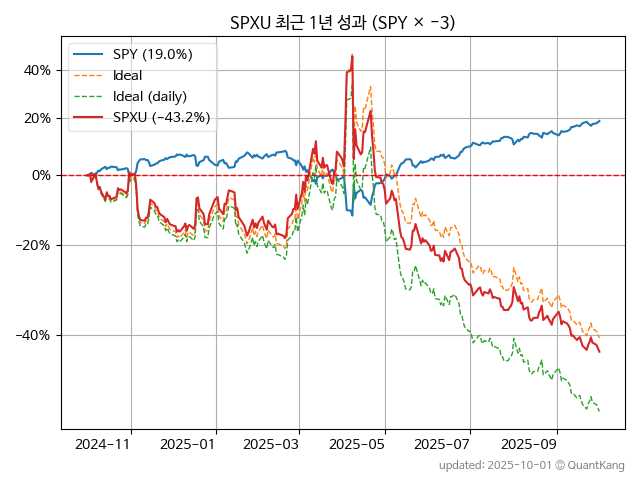 SPXU 최근 1년 성과 (SPY × −3)
SPY (19.0%)
Ideal
Ideal (daily)
SPXU (−43.2%)
40%
20%
0%
−20%
−40%
2024-11
2025-01
2025-03
2025-05
2025-07
2025-09
updated: 2025-10-01 © QuantKang